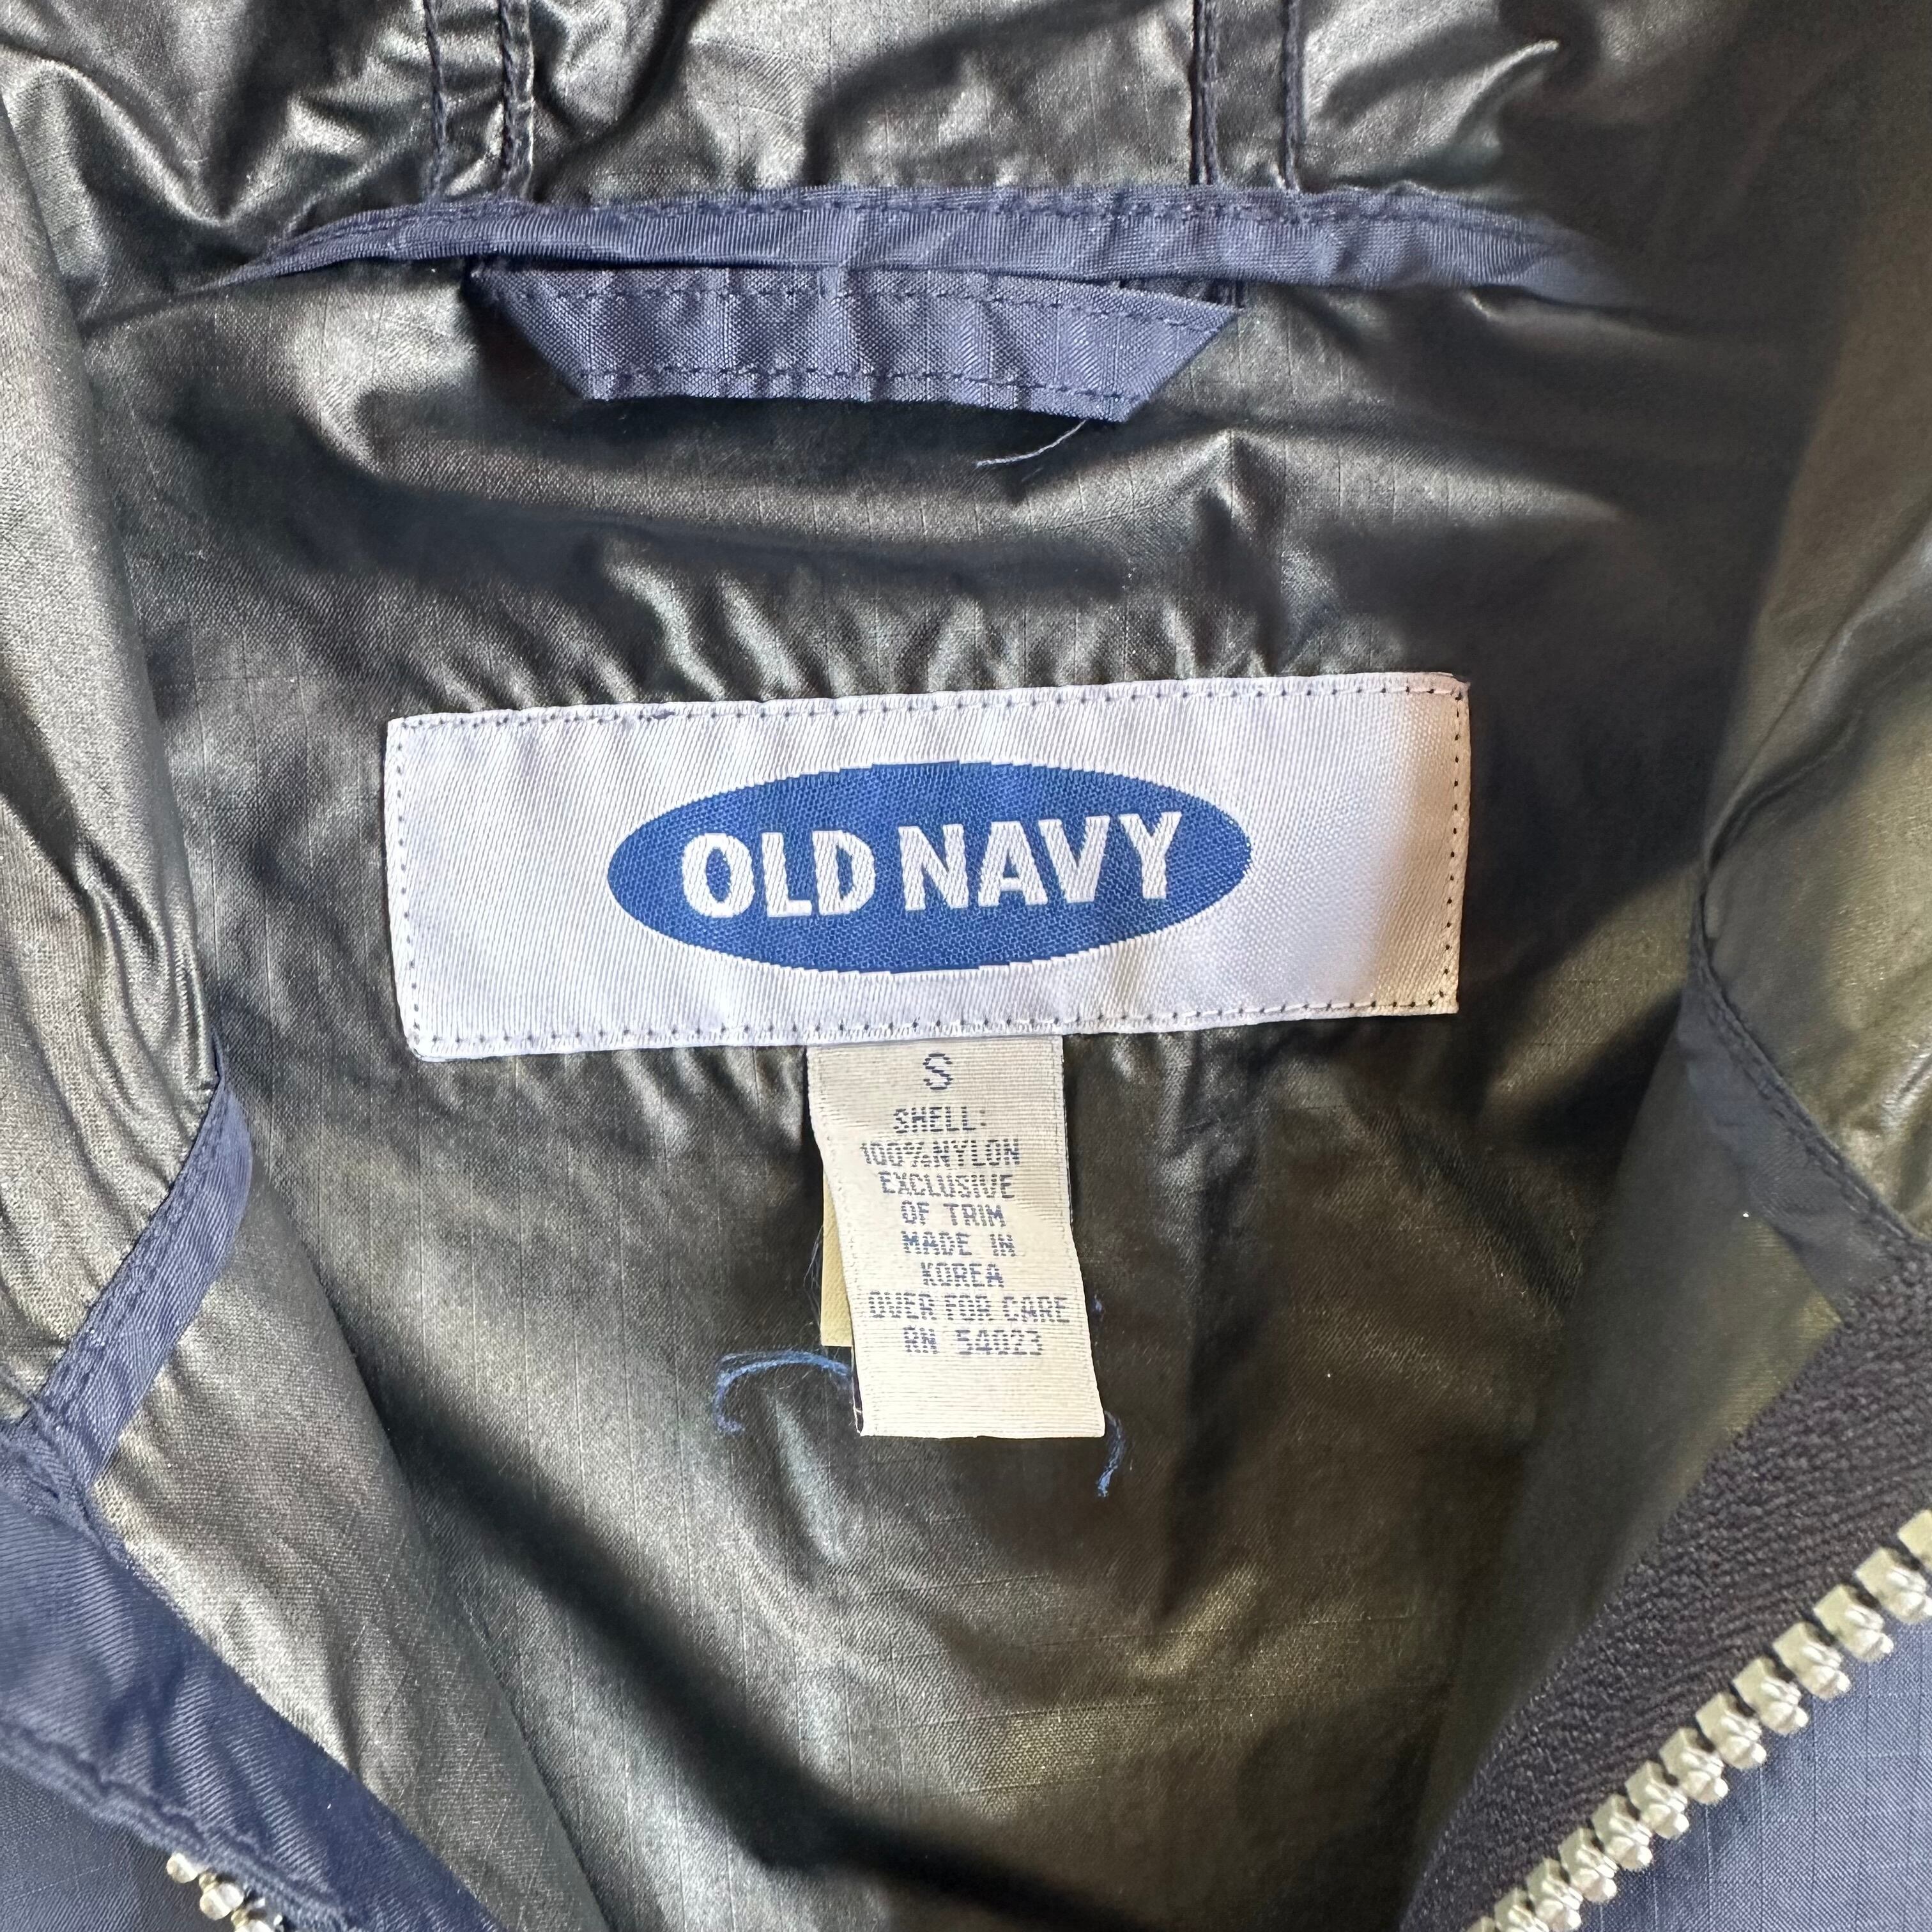 OLD NAVY
S
SHELL:
100%NYLON
EXCLUSIVE
OF TRIM
MADE IN
KOREA
OVER FOR CARE
RN 54023